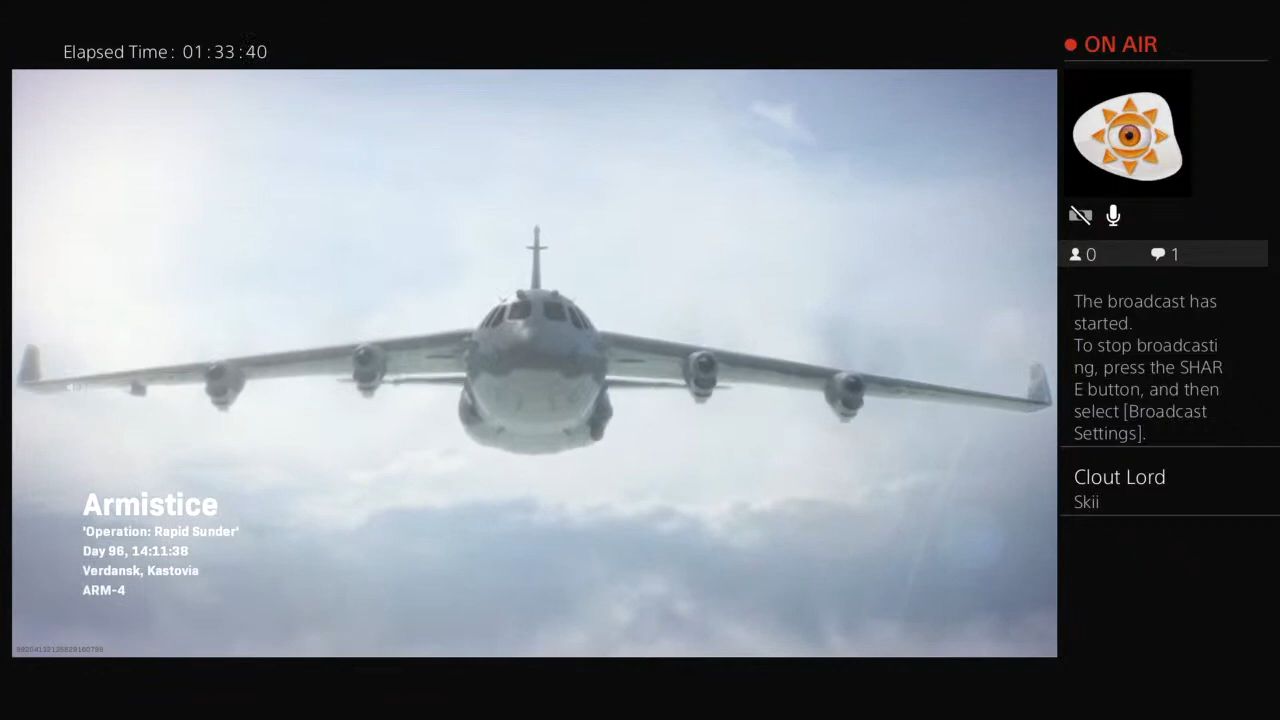 Elapsed Time: 01:33:40
ON AIR
0 1
The broadcast has
started.
To stop broadcasti
ng, press the SHAR
E button, and then
select [Broadcast
Settings].
Clout Lord
Skii
Armistice
'Operation: Rapid Sunder'
Day 96, 14:11:38
Verdansk, Kastovia
ARM-4